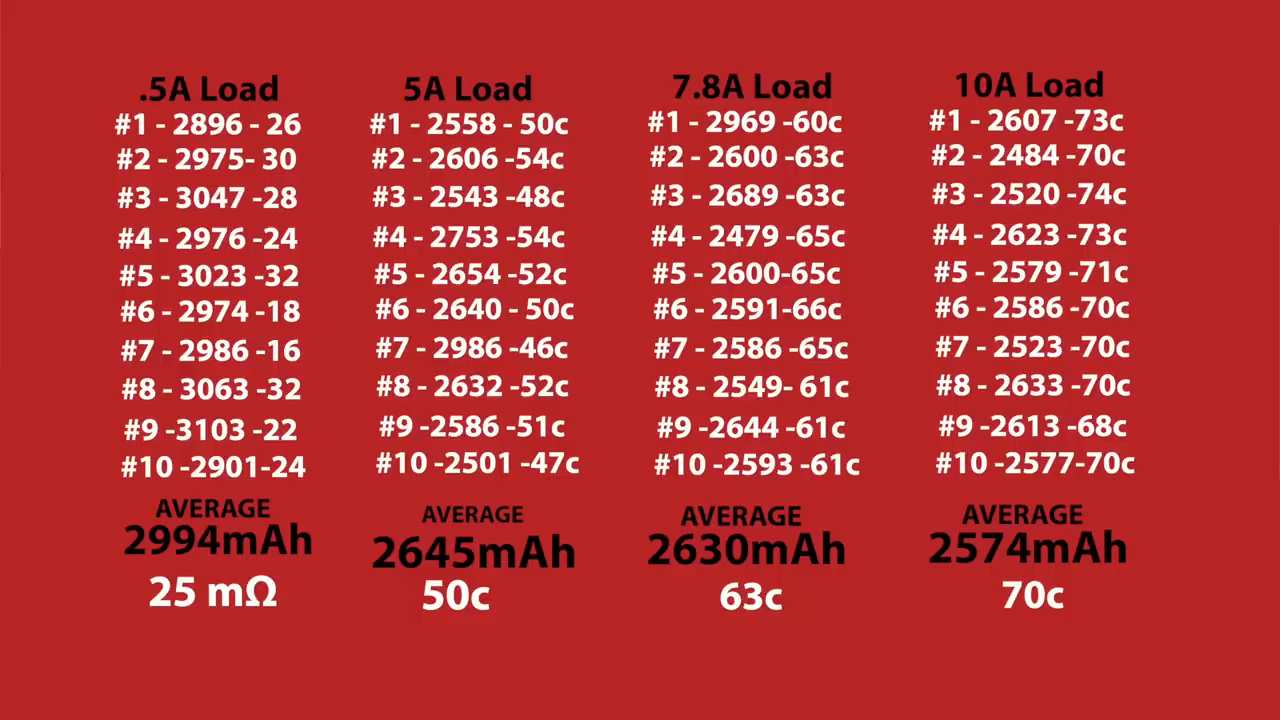 .5A Load
#1 - 2896 - 26
#2 - 2975- 30
#3 - 3047 -28
#4 - 2976 -24
#5 - 3023 -32
#6 - 2974 -18
#7 - 2986 -16
#8 - 3063 -32
#9 -3103 -22
#10 -2901-24
AVERAGE
2994mAh
25 mΩ
5A Load
#1 - 2558 - 50c
#2 - 2606 -54c
#3 - 2543 -48c
#4 - 2753 -54c
#5 - 2654 -52c
#6 - 2640 - 50c
#7 - 2986 -46c
#8 - 2632 -52c
#9 -2586 -51c
#10 -2501 -47c
AVERAGE
2645mAh
50c
7.8A Load
#1 - 2969 -60c
#2 - 2600 -63c
#3 - 2689 -63c
#4 - 2479 -65c
#5 - 2600-65c
#6 - 2591-66c
#7 - 2586 -65c
#8 - 2549- 61c
#9 -2644 -61c
#10 -2593 -61c
AVERAGE
2630mAh
63c
10A Load
#1 - 2607 -73c
#2 - 2484 -70c
#3 - 2520 -74c
#4 - 2623 -73c
#5 - 2579 -71c
#6 - 2586 -70c
#7 - 2523 -70c
#8 - 2633 -70c
#9 -2613 -68c
#10 -2577-70c
AVERAGE
2574mAh
70c